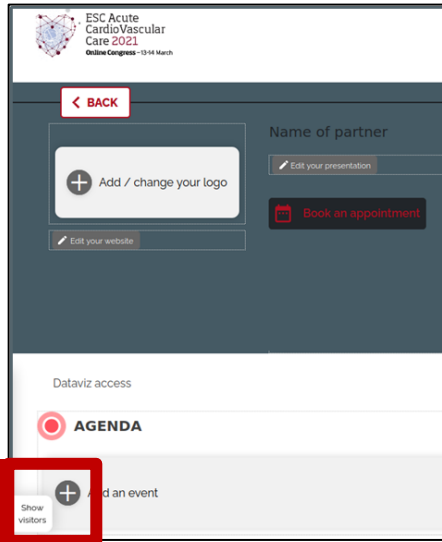 ESC Acute
CardioVascular
Care 2021
Online Congress - 13-14 March
BACK
Name of partner
Edit your presentation
Add / change your logo
Book an appointment
Edit your website
Dataviz access
AGENDA
Add an event
Show
visitors